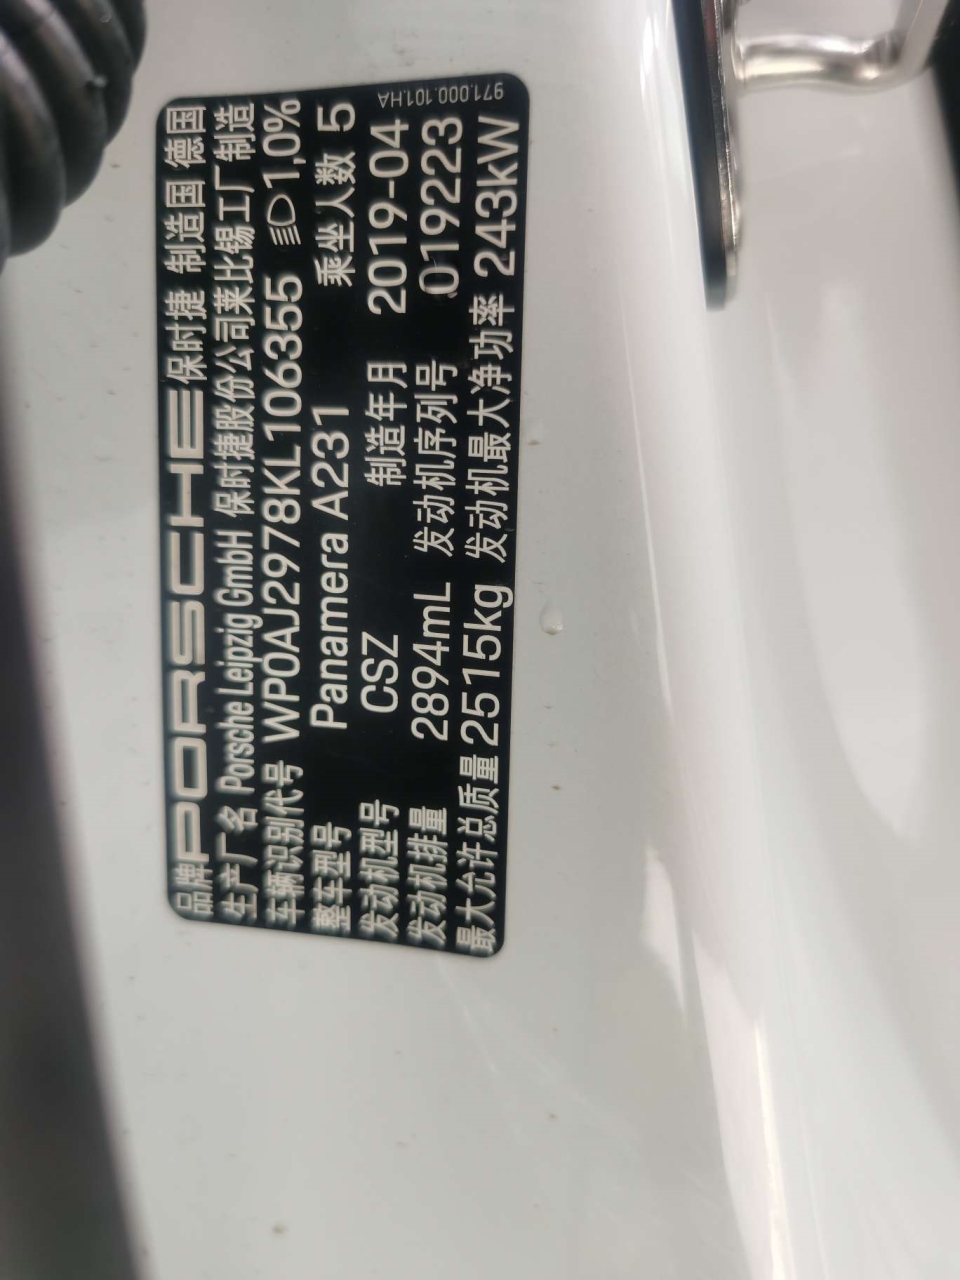 品牌 PORSCHE 保时捷 制造国 德国
生产厂名 Porsche Leipzig GmbH 保时捷股份公司莱比锡工厂制造
车辆识别代号 WP0AJ2978KL106355 1,0%
整车型号 Panamera A231 乘坐人数 5
发动机型号 CSZ 制造年月 2019-04
发动机排量 2894mL 发动机序列号 019223
最大允许总质量 2515kg 发动机最大净功率 243kW
971.000.101.HA